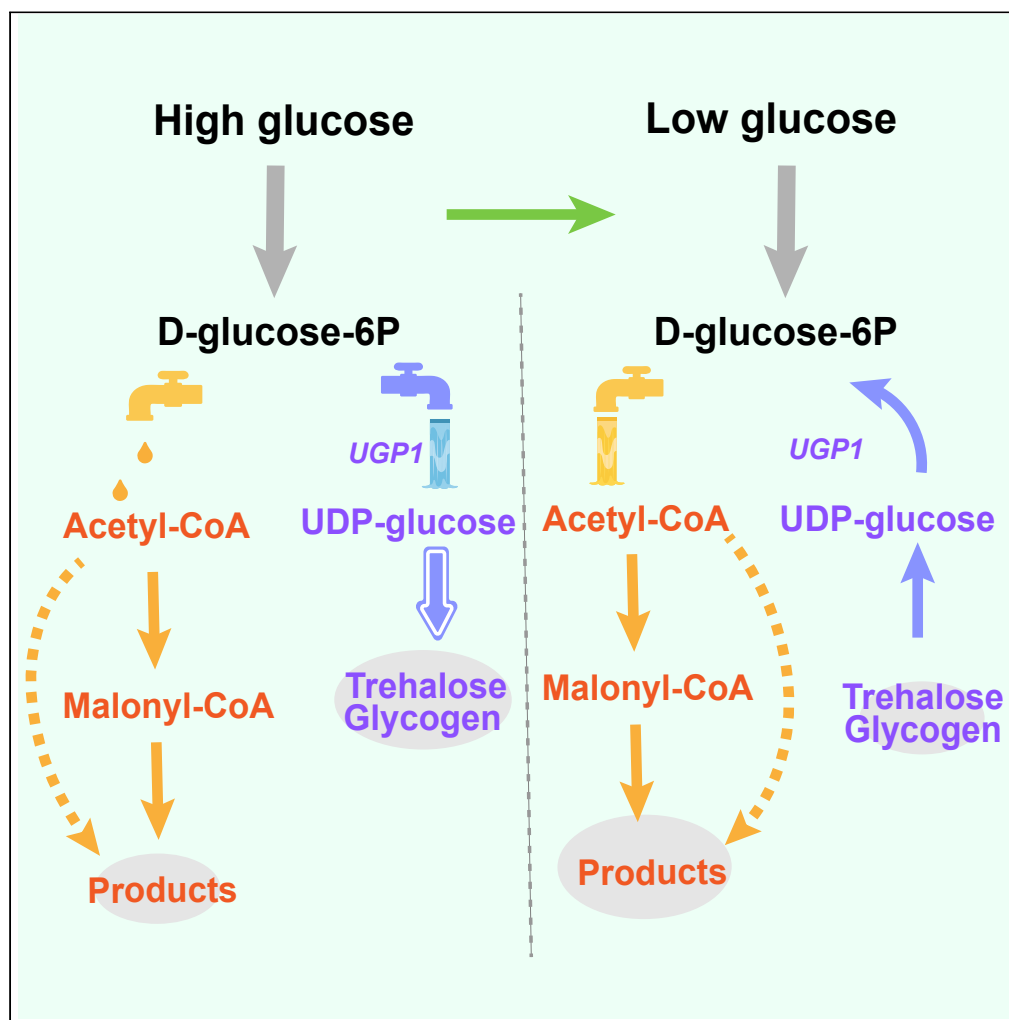 High glucose
Low glucose
D-glucose-6P
D-glucose-6P
UGP1
UGP1
Acetyl-CoA
UDP-glucose
Acetyl-CoA
UDP-glucose
Malonyl-CoA
Trehalose
Glycogen
Malonyl-CoA
Trehalose
Glycogen
Products
Products